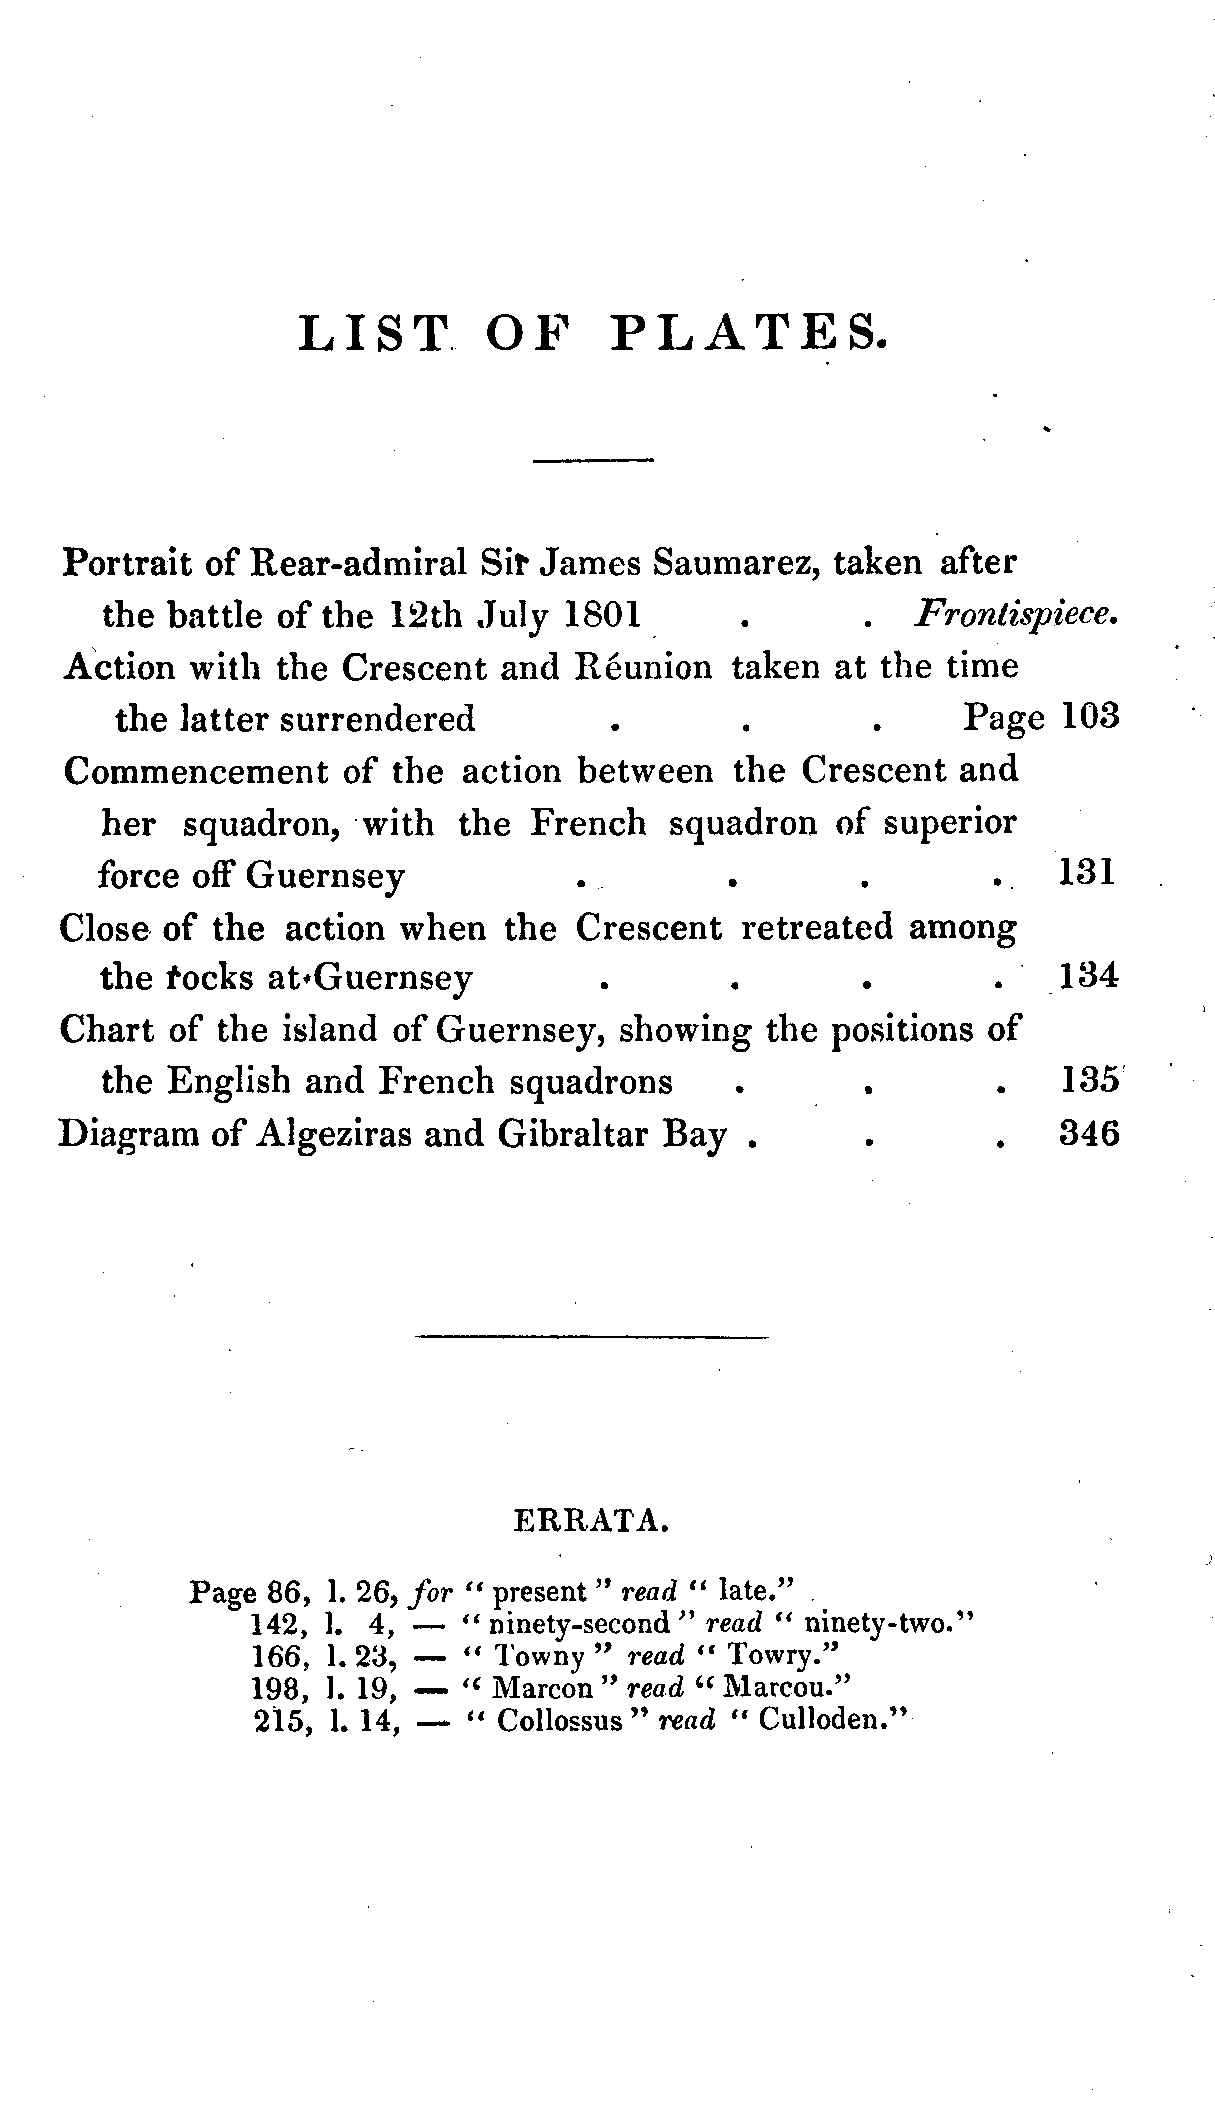 LIST OF PLATES.
Portrait of Rear-admiral Sir James Saumarez, taken after
the battle of the 12th July 1801 . . Frontispiece.
Action with the Crescent and Réunion taken at the time
the latter surrendered . . . Page 103
Commencement of the action between the Crescent and
her squadron, with the French squadron of superior
force off Guernsey . . . . 131
Close of the action when the Crescent retreated among
the rocks at Guernsey . . . . 134
Chart of the island of Guernsey, showing the positions of
the English and French squadrons . . . 135
Diagram of Algeziras and Gibraltar Bay . . . 346
ERRATA.
Page 86, l. 26, for "present" read "late."
142, l. 4, — "ninety-second" read "ninety-two."
166, l. 23, — "Towny" read "Towry."
198, l. 19, — "Marcon" read "Marcou."
215, l. 14, — "Collossus" read "Culloden."